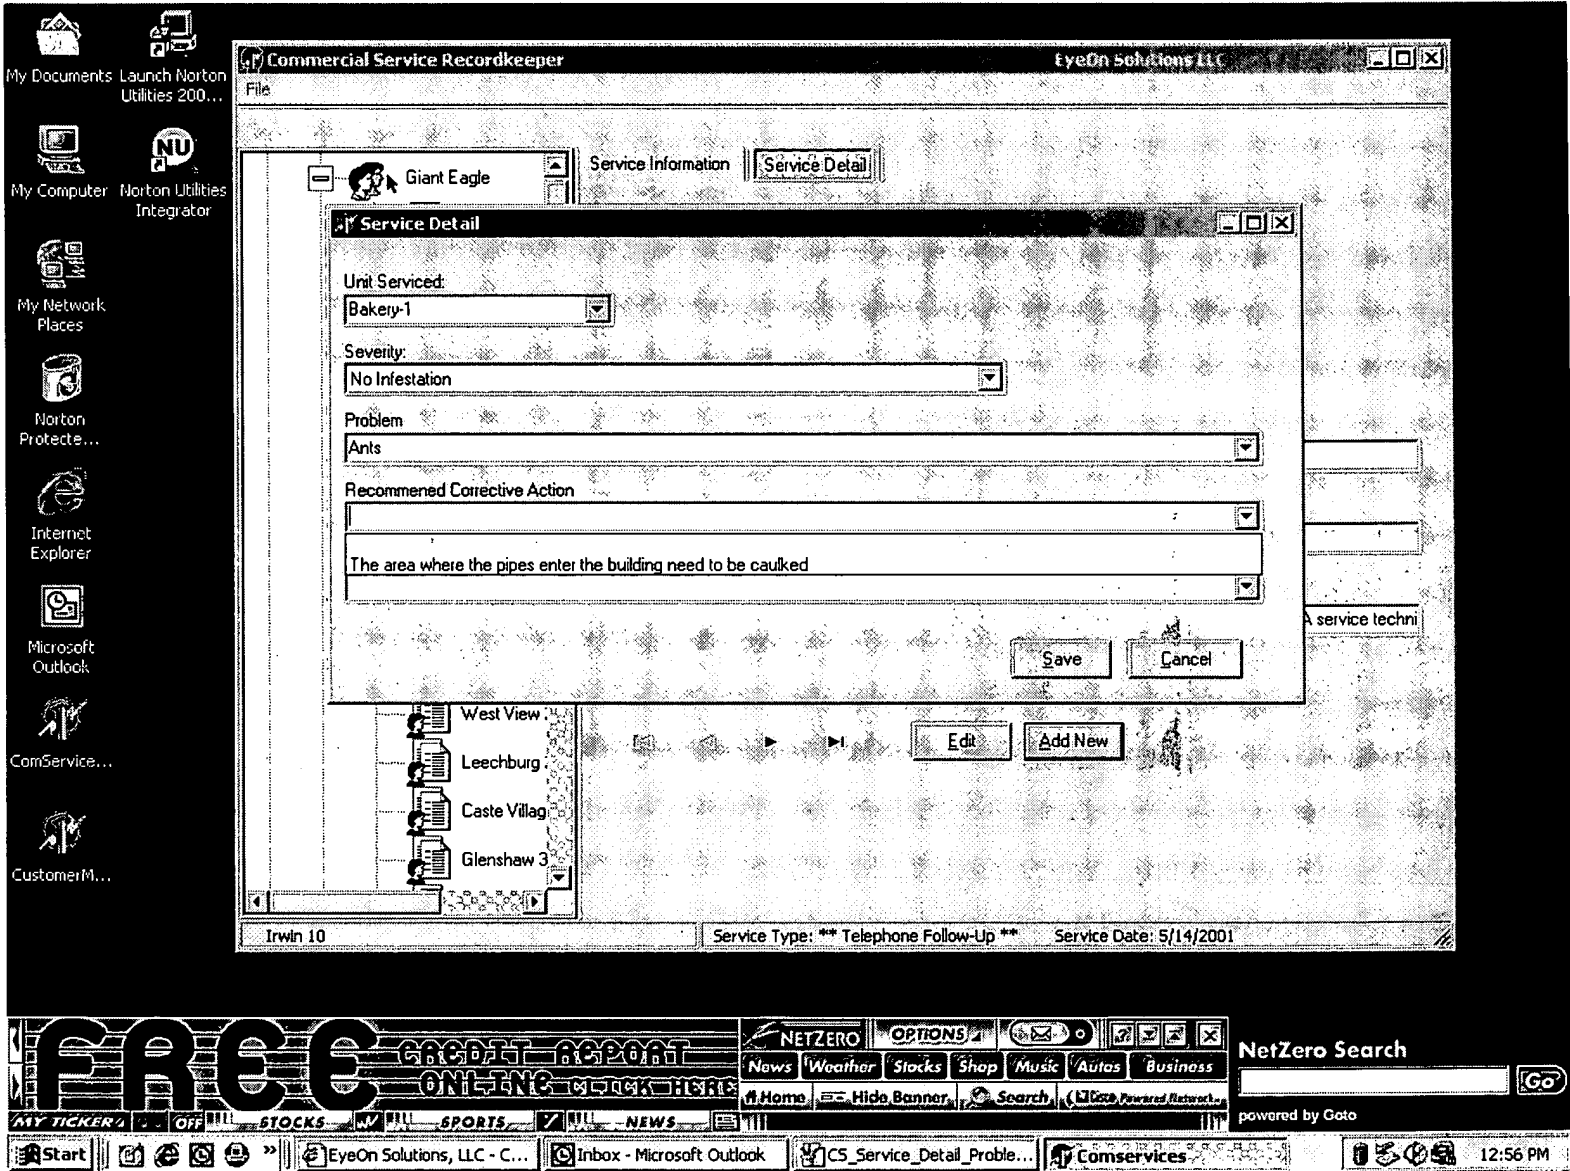 My Documents
Launch Norton
Utilities 200...
My Computer
NU
Norton Utilities
Integrator
My Network
Places
Norton
Protecte...
Internet
Explorer
Microsoft
Outlook
ComService...
CustomerM...
Commercial Service Recordkeeper
EyeOn Solutions LLC
File
Giant Eagle
Service Information
Service Detail
Service Detail
Unit Serviced:
Bakery-1
Severity:
No Infestation
Problem
Ants
Recommened Corrective Action
The area where the pipes enter the building need to be caulked
A service techni
Save
Cancel
West View
Leechburg
Caste Villag
Glenshaw 3
Edit
Add New
Irwin 10
Service Type: ** Telephone Follow-Up **
Service Date: 5/14/2001
FREE
CREDIT REPORT
ONLINE CLICK HERE
NETZERO
OPTIONS
News
Weather
Stocks
Shop
Music
Autos
Business
Home
Hide Banner
Search
NetZero Search
Go
powered by Goto
MY TICKER
OFF
STOCKS
SPORTS
NEWS
Start
»
EyeOn Solutions, LLC - C...
Inbox - Microsoft Outlook
CS_Service_Detail_Proble...
Comservices
12:56 PM